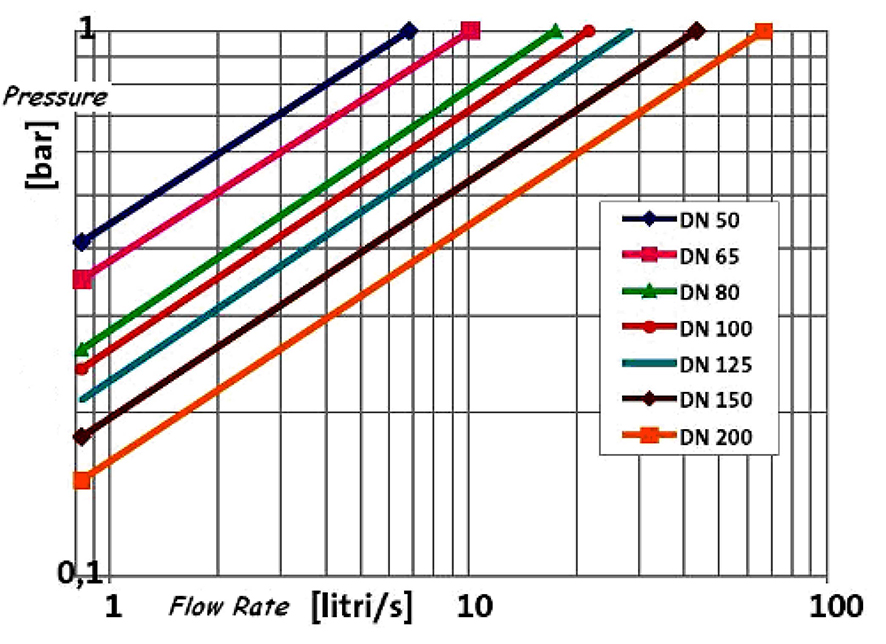 1
Pressure
[bar]
DN 50
DN 65
DN 80
DN 100
DN 125
DN 150
DN 200
0,1
1 Flow Rate [litri/s] 10 100